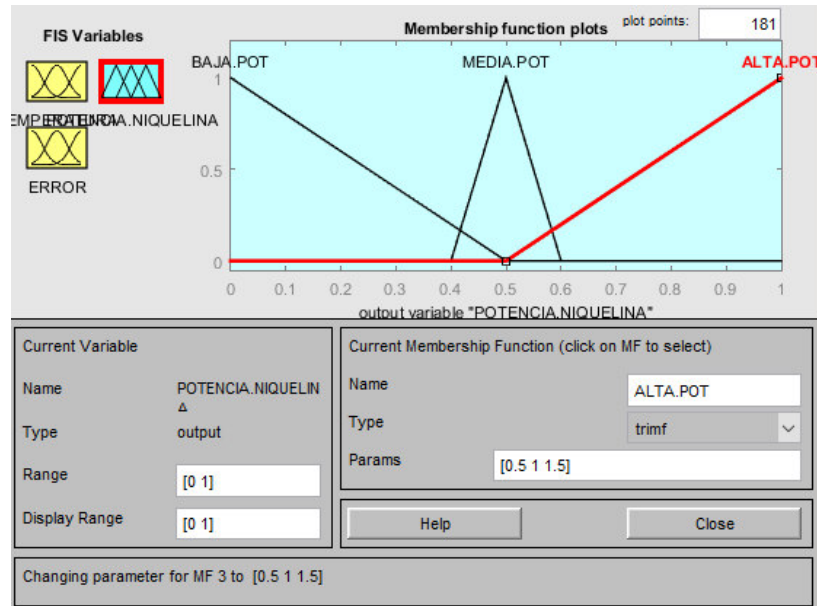 FIS Variables
Membership function plots
plot points:
181
BAJA.POT
MEDIA.POT
ALTA.POT
POTENCIA.NIQUELINA
ERROR
1
0.5
0
0 0.1 0.2 0.3 0.4 0.5 0.6 0.7 0.8 0.9 1
output variable "POTENCIA.NIQUELINA"
Current Variable
Name
POTENCIA.NIQUELIN
A
Type
output
Range
[0 1]
Display Range
[0 1]
Current Membership Function (click on MF to select)
Name
ALTA.POT
Type
trimf
Params
[0.5 1 1.5]
Help
Close
Changing parameter for MF 3 to [0.5 1 1.5]